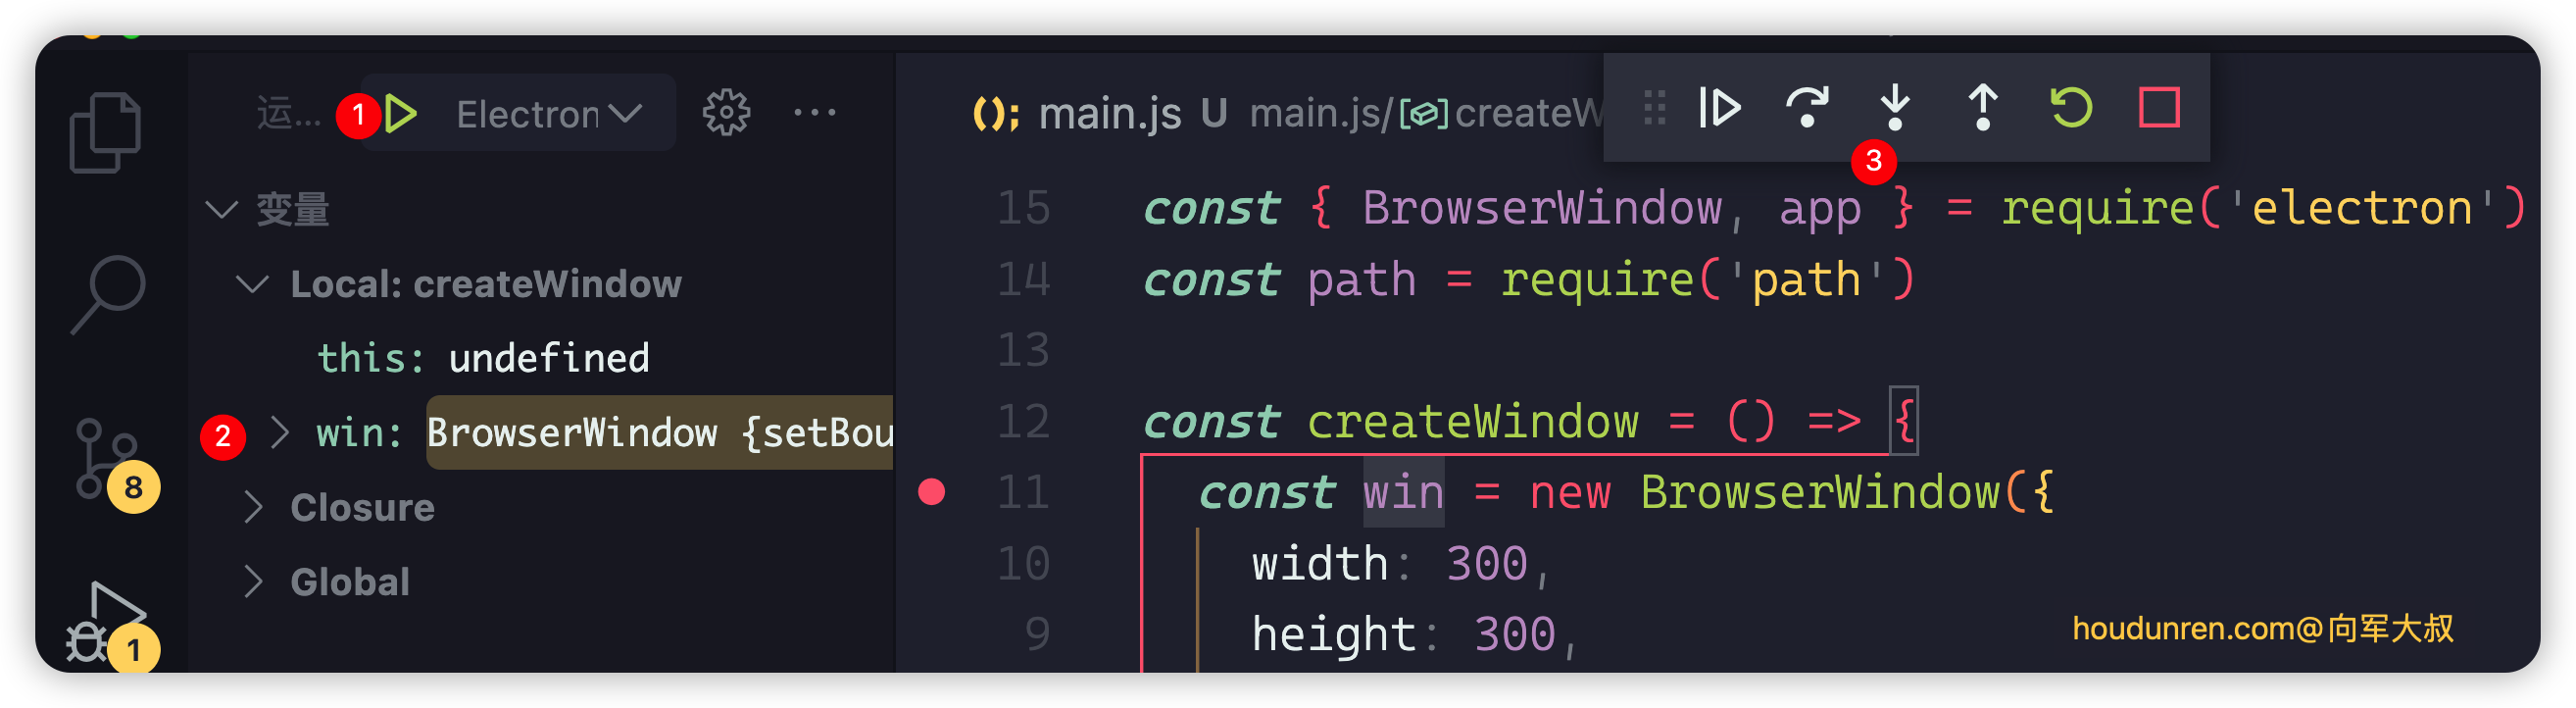 运... 1 Electron ...
变量
Local: createWindow
this: undefined
2 win: BrowserWindow {setBou
Closure
Global
8
1
(); main.js U main.js/[]createW
3
15 const { BrowserWindow, app } = require('electron')
14 const path = require('path')
13
12 const createWindow = () => {
11 const win = new BrowserWindow({
10 width: 300,
9 height: 300,
houdunren.com@向军大叔